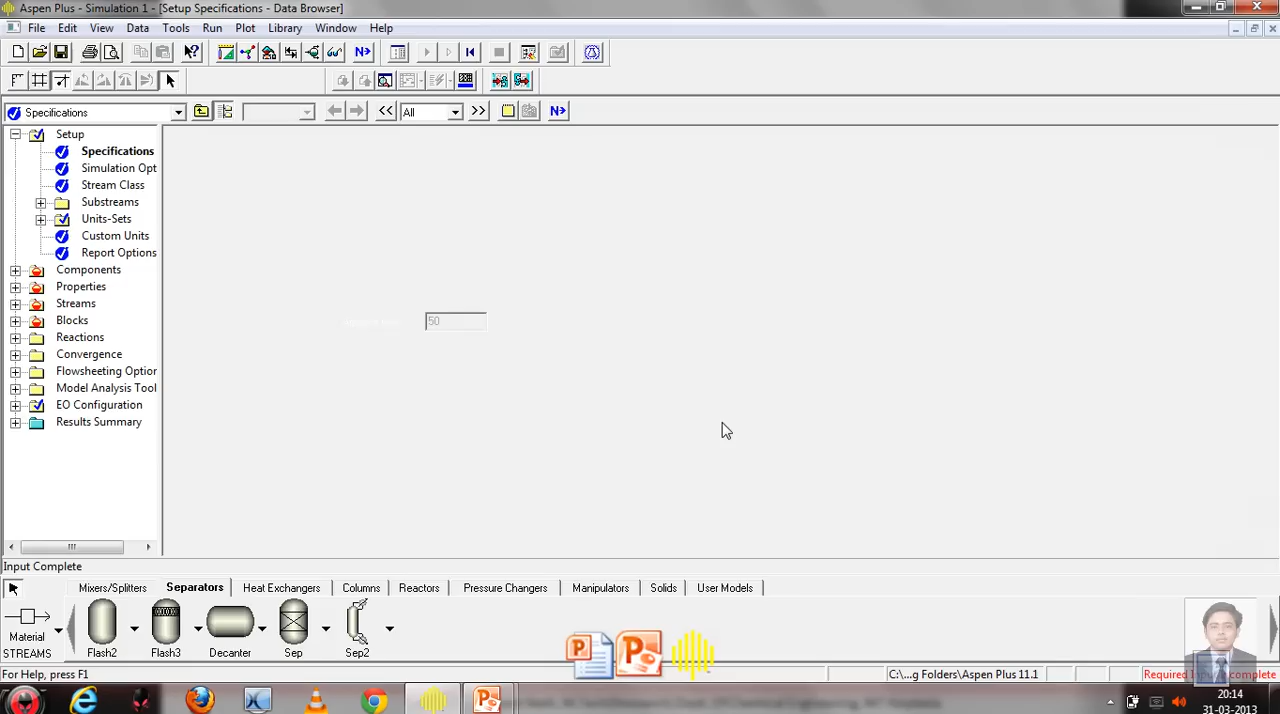 Aspen Plus - Simulation 1 - [Setup Specifications - Data Browser]
File Edit View Data Tools Run Plot Library Window Help
N>
Specifications
<< All >> N>
Setup
Specifications
Simulation Opt
Stream Class
Substreams
Units-Sets
Custom Units
Report Options
Components
Properties
Streams
Blocks
Reactions
Convergence
Flowsheeting Option
Model Analysis Tool
EO Configuration
Results Summary
50
Input Complete
Mixers/Splitters Separators Heat Exchangers Columns Reactors Pressure Changers Manipulators Solids User Models
Material
STREAMS
Flash2 Flash3 Decanter Sep Sep2
For Help, press F1
C:\...g Folders\Aspen Plus 11.1
Required Input Incomplete
20:14
31-03-2013